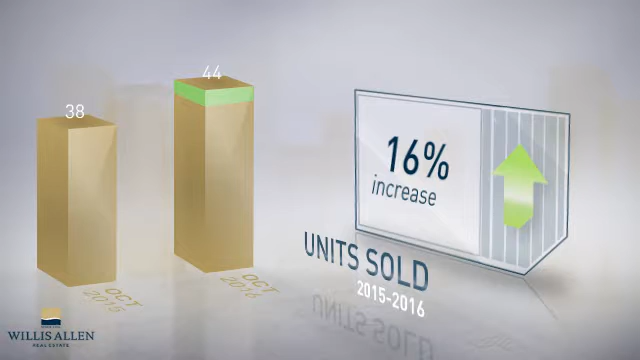 38
44
16%
increase
UNITS SOLD
2015-2016
OCT
2015
OCT
2016
WILLIS ALLEN
REAL ESTATE